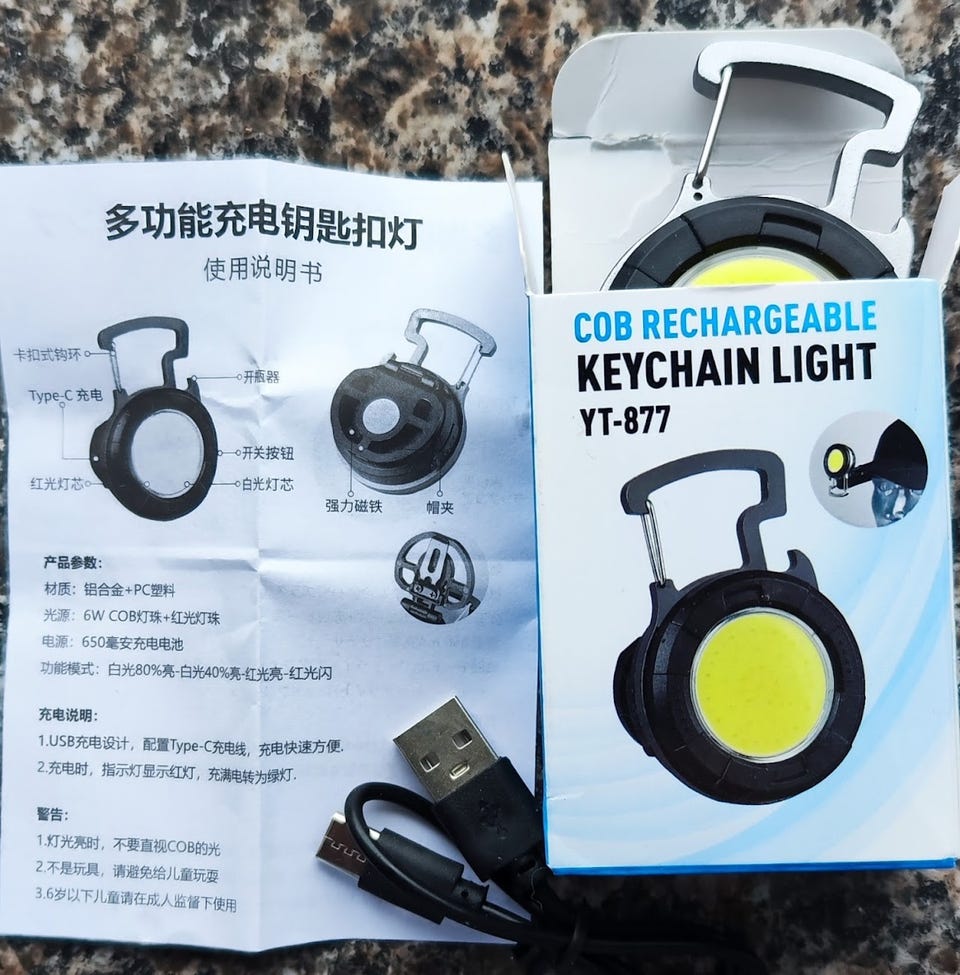 多功能充电钥匙扣灯
使用说明书
卡扣式钩环
开瓶器
Type-C 充电
开关按钮
红光灯芯
白光灯芯
强力磁铁
帽夹
产品参数：
材质：铝合金+PC塑料
光源：6W COB灯珠+红光灯珠
电源：650毫安充电电池
功能模式：白光80%亮-白光40%亮-红光亮-红光闪
充电说明：
1.USB充电设计，配置Type-C充电线，充电快速方便.
2.充电时，指示灯显示红灯，充满电转为绿灯.
警告：
1.灯光亮时，不要直视COB的光
2.不是玩具，请避免给儿童玩耍
3.6岁以下儿童请在成人监督下使用
COB RECHARGEABLE
KEYCHAIN LIGHT
YT-877